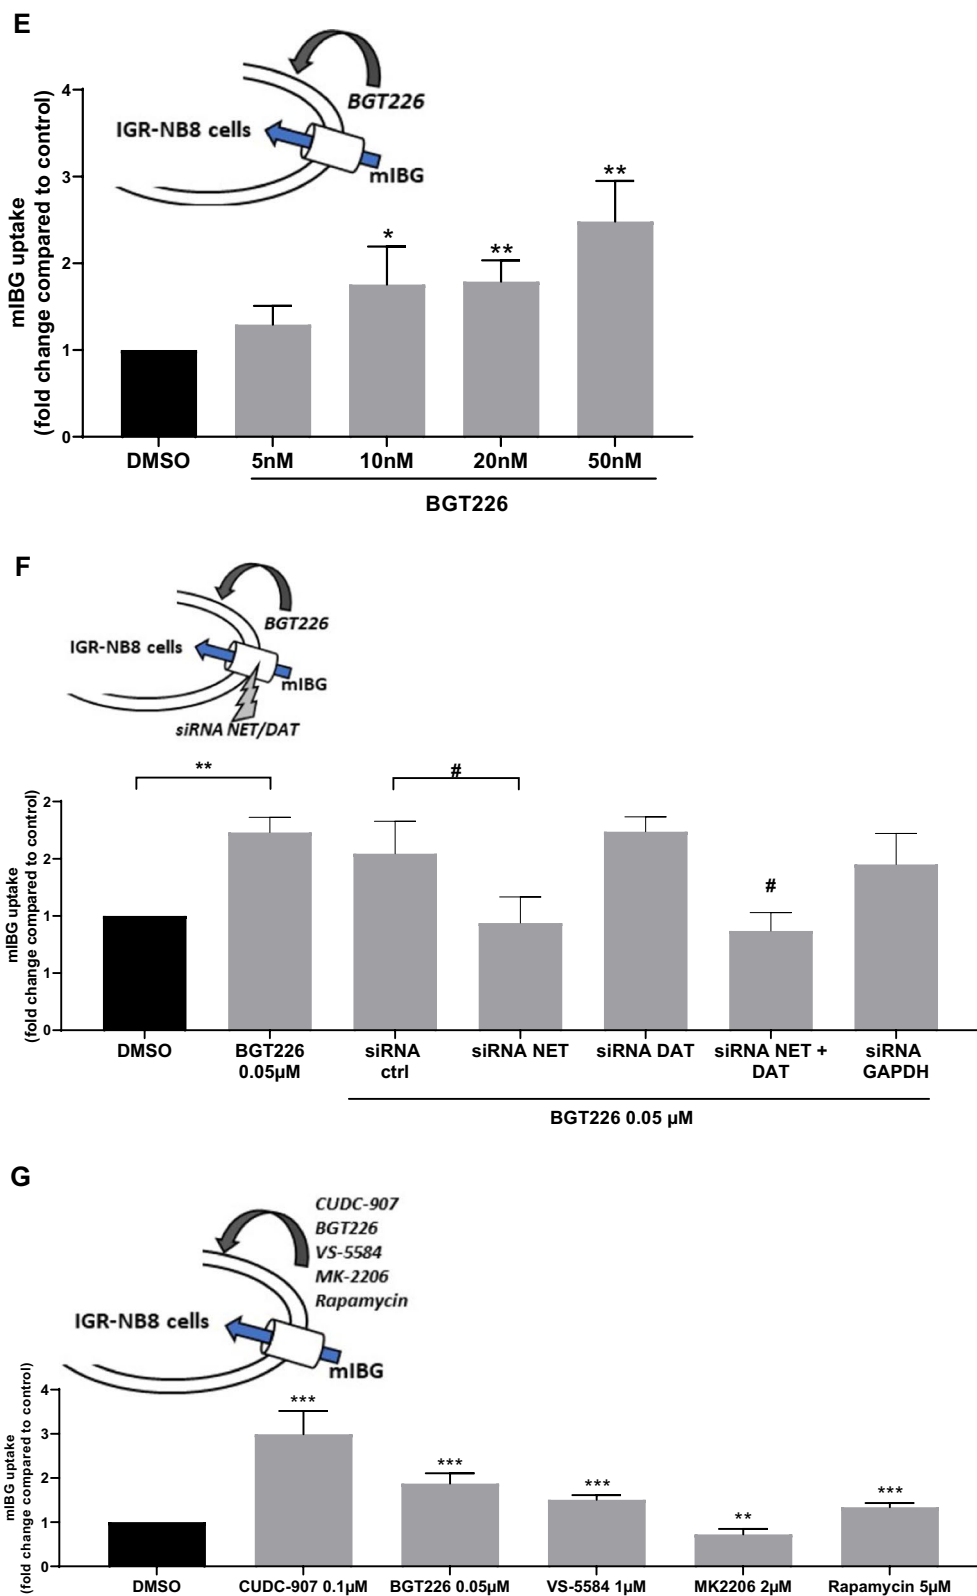 E
BGT226
IGR-NB8 cells
mIBG
mIBG uptake
(fold change compared to control)
4
3
2
1
0
*
**
**
DMSO 5nM 10nM 20nM 50nM
BGT226
F
BGT226
IGR-NB8 cells
mIBG
siRNA NET/DAT
mIBG uptake
(fold change compared to control)
2
2
1
1
0
**
#
#
DMSO BGT226 siRNA siRNA NET siRNA DAT siRNA NET + siRNA
0.05µM ctrl DAT GAPDH
BGT226 0.05 µM
G
CUDC-907
BGT226
VS-5584
MK-2206
Rapamycin
IGR-NB8 cells
mIBG
mIBG uptake
(fold change compared to control)
4
3
2
1
0
***
***
***
**
***
DMSO CUDC-907 0.1µM BGT226 0.05µM VS-5584 1µM MK2206 2µM Rapamycin 5µM